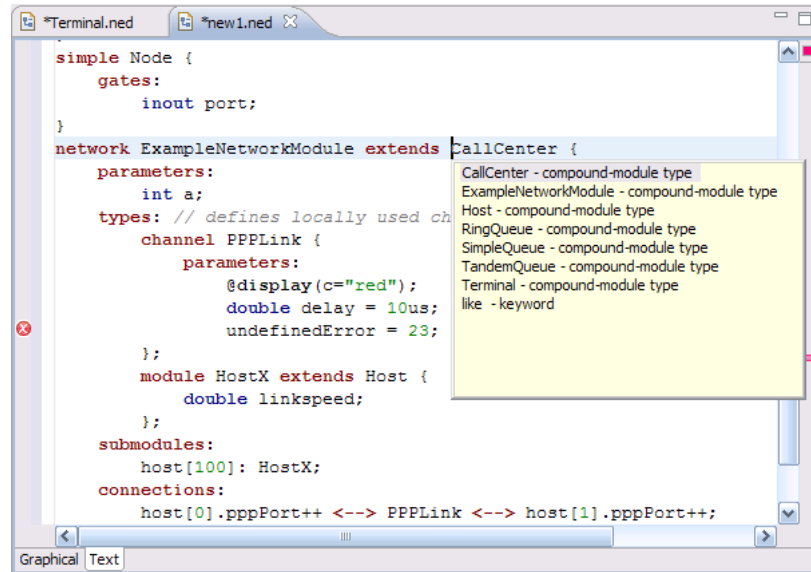 *Terminal.ned *new1.ned
simple Node {
gates:
inout port;
}
network ExampleNetworkModule extends CallCenter {
parameters:
int a;
types: // defines locally used ch
channel PPPLink {
parameters:
@display(c="red");
double delay = 10us;
undefinedError = 23;
};
module HostX extends Host {
double linkspeed;
};
submodules:
host[100]: HostX;
connections:
host[0].pppPort++ <--> PPPLink <--> host[1].pppPort++;
CallCenter - compound-module type
ExampleNetworkModule - compound-module type
Host - compound-module type
RingQueue - compound-module type
SimpleQueue - compound-module type
TandemQueue - compound-module type
Terminal - compound-module type
like - keyword
Graphical Text